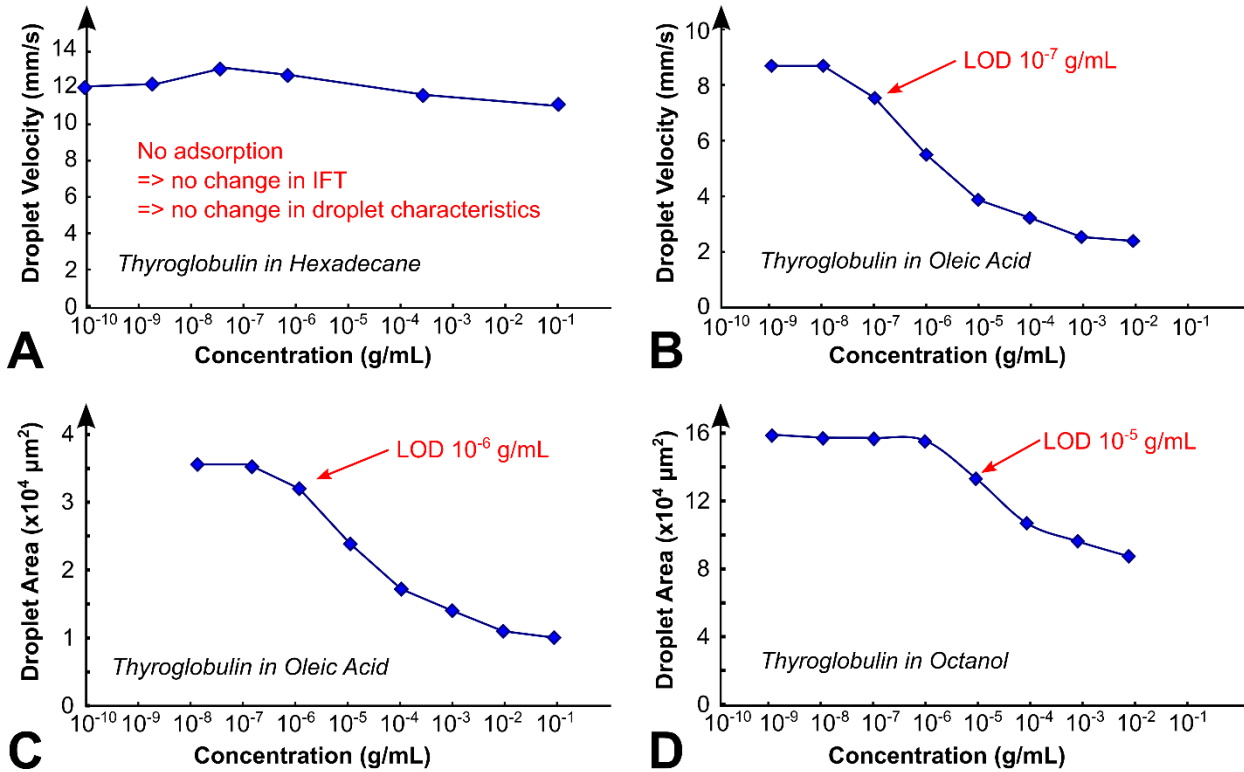 Droplet Velocity (mm/s)
14
12
10
8
6
4
2
0
No adsorption
=> no change in IFT
=> no change in droplet characteristics
Thyroglobulin in Hexadecane
10⁻¹⁰ 10⁻⁹ 10⁻⁸ 10⁻⁷ 10⁻⁶ 10⁻⁵ 10⁻⁴ 10⁻³ 10⁻² 10⁻¹
Concentration (g/mL)
A
Droplet Velocity (mm/s)
10
8
6
4
2
0
LOD 10⁻⁷ g/mL
Thyroglobulin in Oleic Acid
10⁻¹⁰ 10⁻⁹ 10⁻⁸ 10⁻⁷ 10⁻⁶ 10⁻⁵ 10⁻⁴ 10⁻³ 10⁻² 10⁻¹
Concentration (g/mL)
B
Droplet Area (x10⁴ µm²)
4
3
2
1
0
LOD 10⁻⁶ g/mL
Thyroglobulin in Oleic Acid
10⁻¹⁰ 10⁻⁹ 10⁻⁸ 10⁻⁷ 10⁻⁶ 10⁻⁵ 10⁻⁴ 10⁻³ 10⁻² 10⁻¹
Concentration (g/mL)
C
Droplet Area (x10⁴ µm²)
16
12
8
4
0
LOD 10⁻⁵ g/mL
Thyroglobulin in Octanol
10⁻¹⁰ 10⁻⁹ 10⁻⁸ 10⁻⁷ 10⁻⁶ 10⁻⁵ 10⁻⁴ 10⁻³ 10⁻² 10⁻¹
Concentration (g/mL)
D